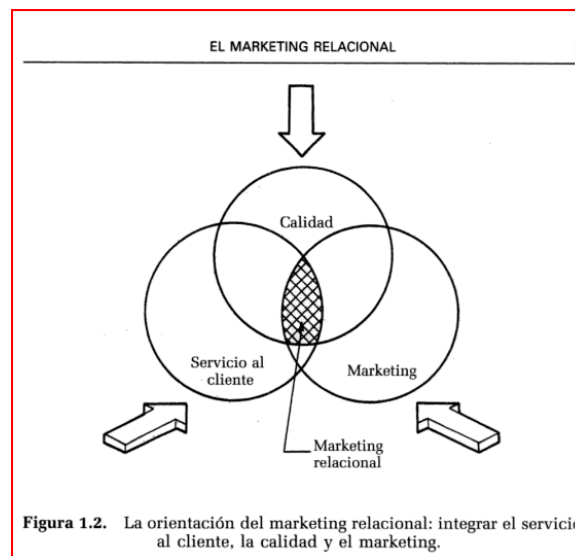 EL MARKETING RELACIONAL
Calidad
Servicio al
cliente
Marketing
Marketing
relacional
Figura 1.2. La orientación del marketing relacional: integrar el servicio
al cliente, la calidad y el marketing.